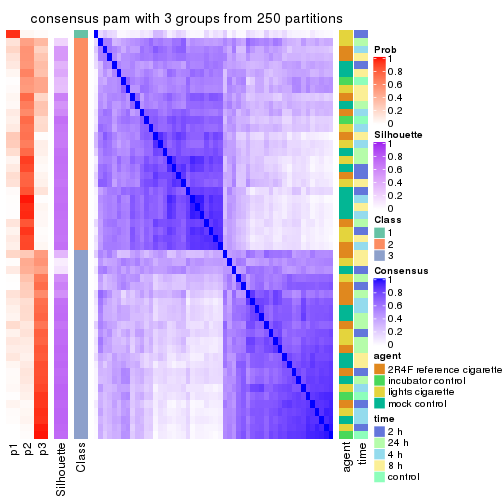 consensus pam with 3 groups from 250 partitions
Prob
1
0.8
0.6
0.4
0.2
0
Silhouette
1
0.8
0.6
0.4
0.2
0
Class
1
2
3
Consensus
1
0.8
0.6
0.4
0.2
0
agent
2R4F reference cigarette
incubator control
lights cigarette
mock control
time
2 h
24 h
4 h
8 h
control
p1
p2
p3
Silhouette
Class
agent
time